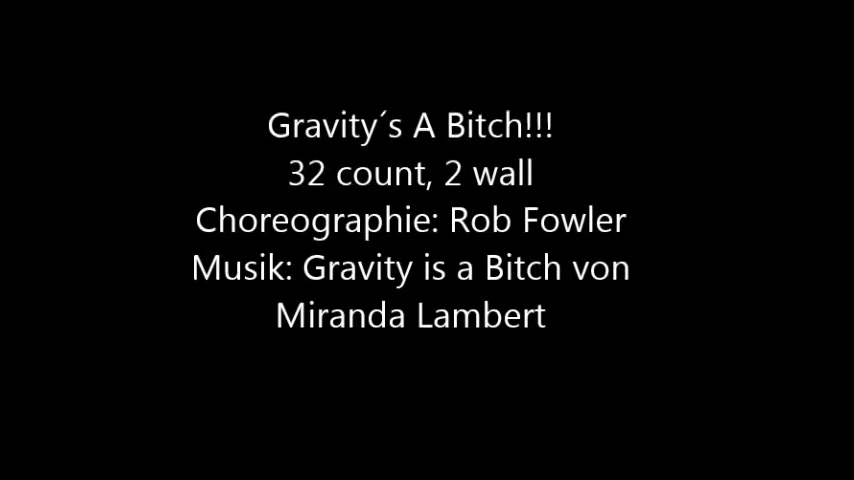 Gravity´s A Bitch!!!
32 count, 2 wall
Choreographie: Rob Fowler
Musik: Gravity is a Bitch von
Miranda Lambert